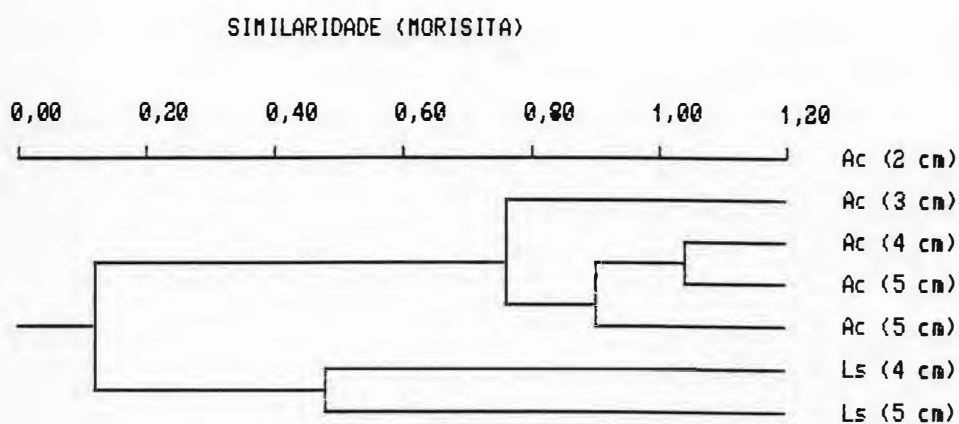 SIMILARIDADE (MORISITA)
0,00 0,20 0,40 0,60 0,80 1,00 1,20
Ac (2 cm)
Ac (3 cm)
Ac (4 cm)
Ac (5 cm)
Ac (5 cm)
Ls (4 cm)
Ls (5 cm)